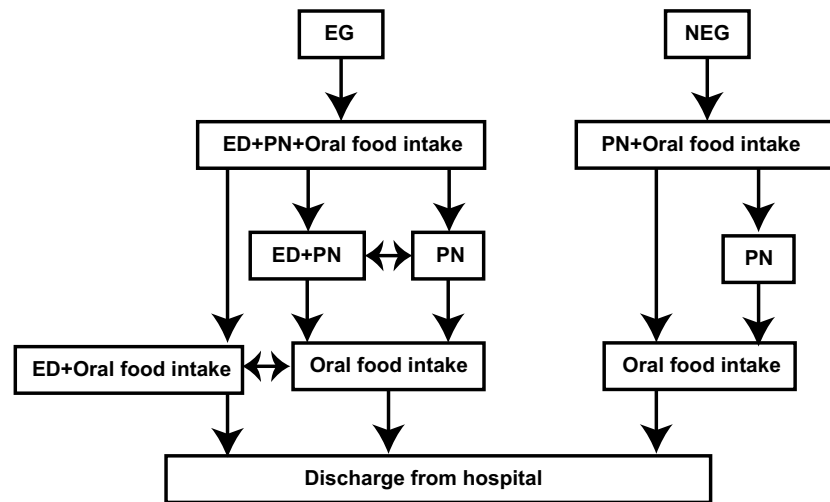 EG
NEG
ED+PN+Oral food intake
PN+Oral food intake
ED+PN
PN
PN
ED+Oral food intake
Oral food intake
Oral food intake
Discharge from hospital